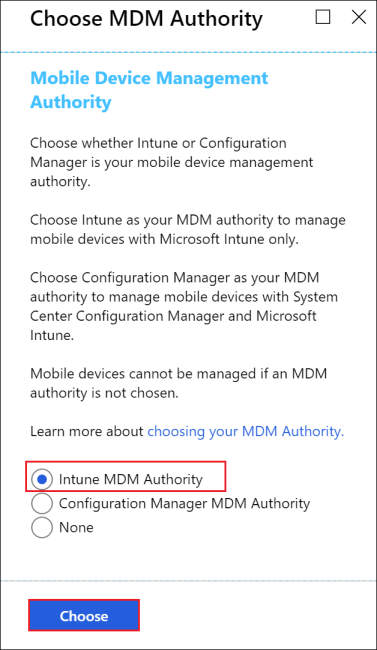 Choose MDM Authority
Mobile Device Management
Authority
Choose whether Intune or Configuration
Manager is your mobile device management
authority.
Choose Intune as your MDM authority to manage
mobile devices with Microsoft Intune only.
Choose Configuration Manager as your MDM
authority to manage mobile devices with System
Center Configuration Manager and Microsoft
Intune.
Mobile devices cannot be managed if an MDM
authority is not chosen.
Learn more about choosing your MDM Authority.
Intune MDM Authority
Configuration Manager MDM Authority
None
Choose